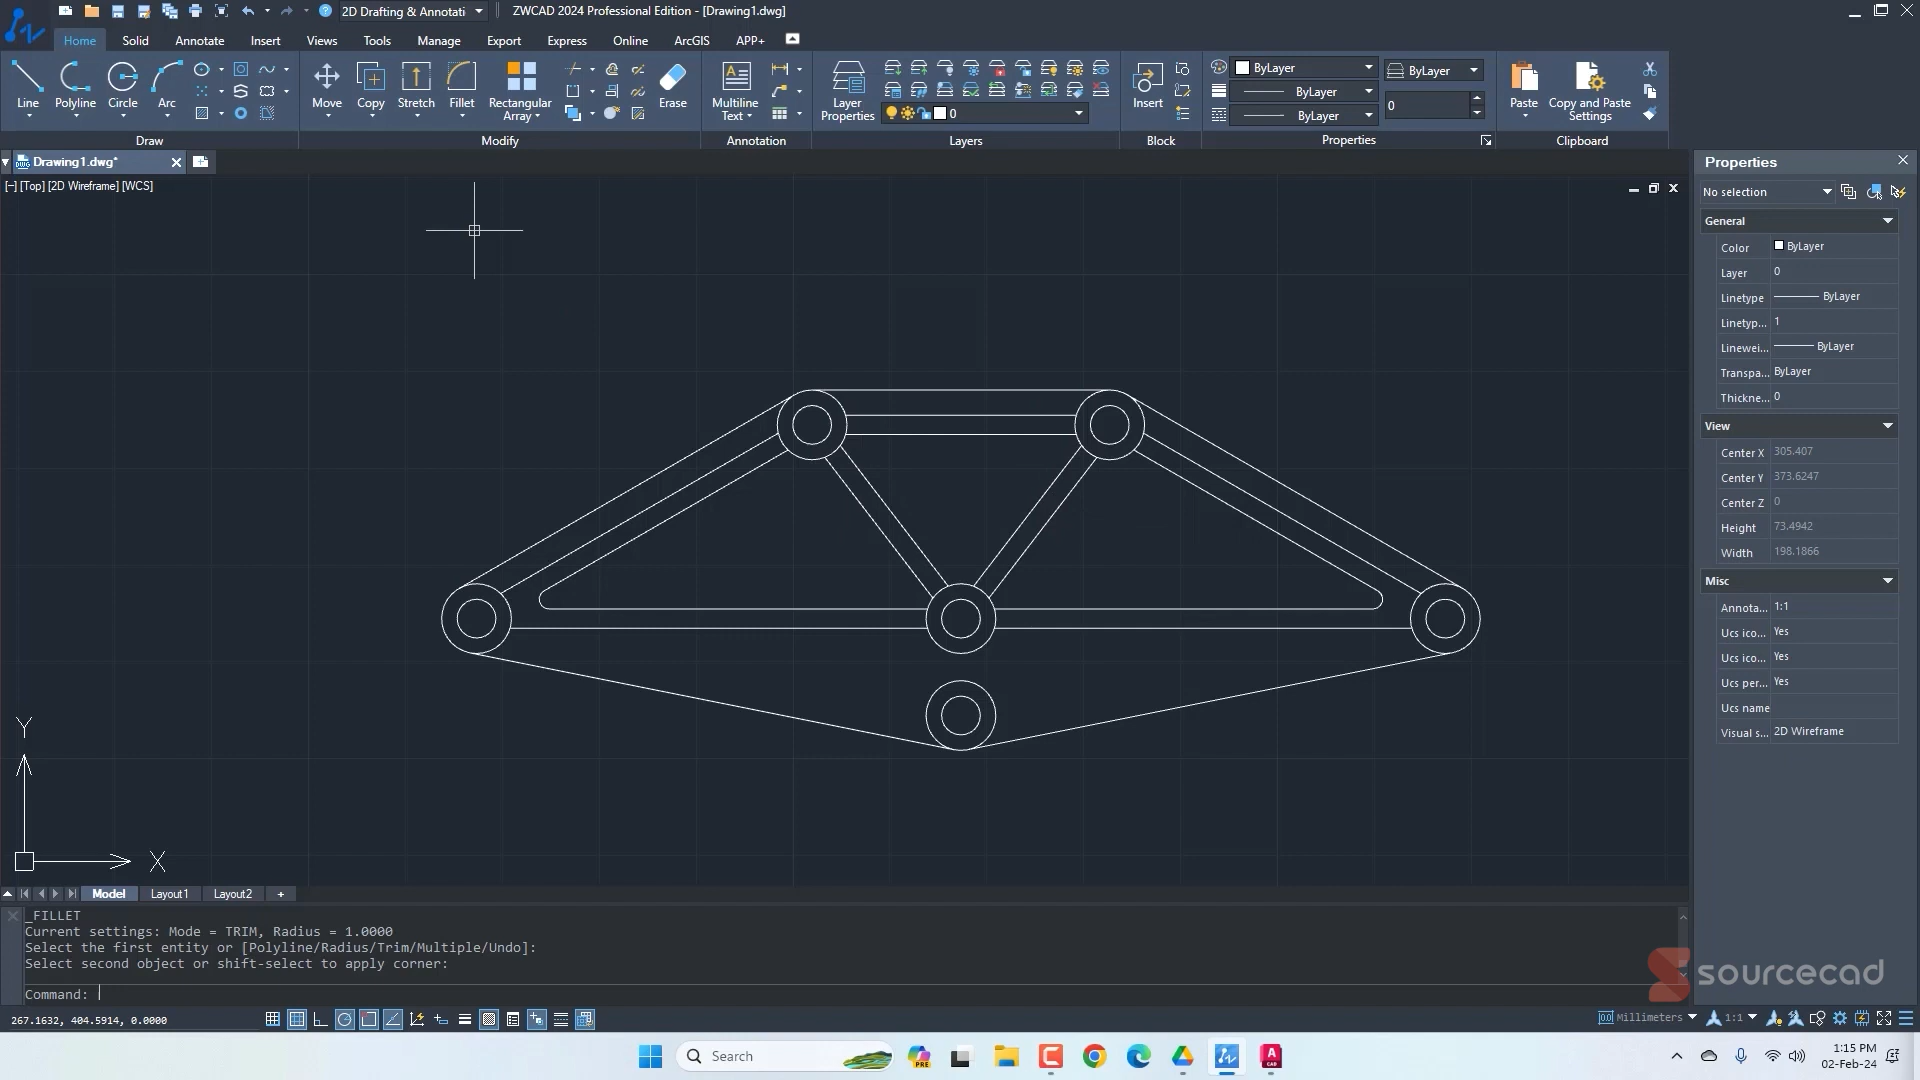 2D Drafting & Annotati
ZWCAD 2024 Professional Edition - [Drawing1.dwg]
Home
Solid
Annotate
Insert
Views
Tools
Manage
Export
Express
Online
ArcGIS
APP+
Line
Polyline
Circle
Arc
Move
Copy
Stretch
Fillet
Rectangular
Array
Erase
Multiline
Text
Layer
Properties
0
Insert
ByLayer
ByLayer
ByLayer
ByLayer
0
Paste
Copy and Paste
Settings
Draw
Modify
Annotation
Layers
Block
Properties
Clipboard
Drawing1.dwg*
[−] [Top] [2D Wireframe] [WCS]
Properties
No selection
General
Color ByLayer
Layer 0
Linetype ByLayer
Linetyp... 1
Linewei... ByLayer
Transpa... ByLayer
Thickne... 0
View
Center X 305.407
Center Y 373.6247
Center Z 0
Height 73.4942
Width 198.1866
Misc
Annota... 1:1
Ucs ico... Yes
Ucs ico... Yes
Ucs per... Yes
Ucs name
Visual s... 2D Wireframe
Y
X
Model
Layout1
Layout2
+
_FILLET
Current settings: Mode = TRIM, Radius = 1.0000
Select the first entity or [Polyline/Radius/Trim/Multiple/Undo]:
Select second object or shift-select to apply corner:
Command:
sourcecad
267.1632, 404.5914, 0.0000
Millimeters
1:1
Search
PRE
CAD
1:15 PM
02-Feb-24